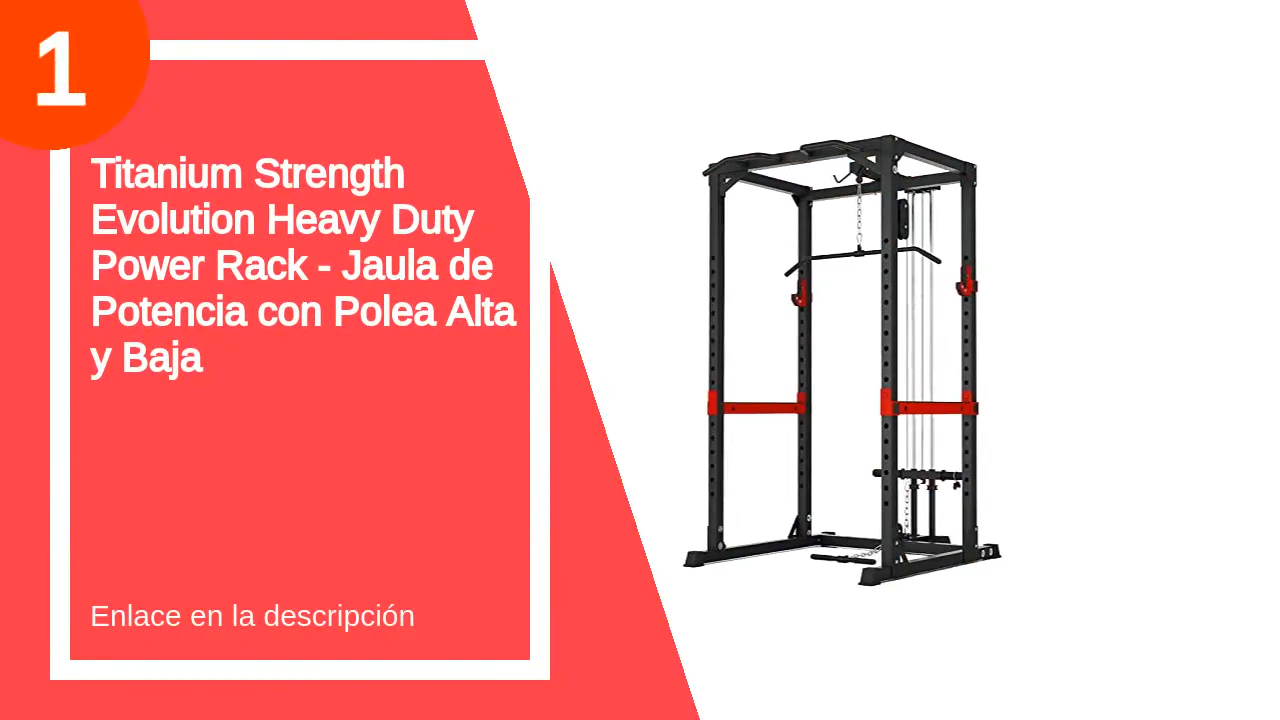 1
Titanium Strength
Evolution Heavy Duty
Power Rack - Jaula de
Potencia con Polea Alta
y Baja
Enlace en la descripción